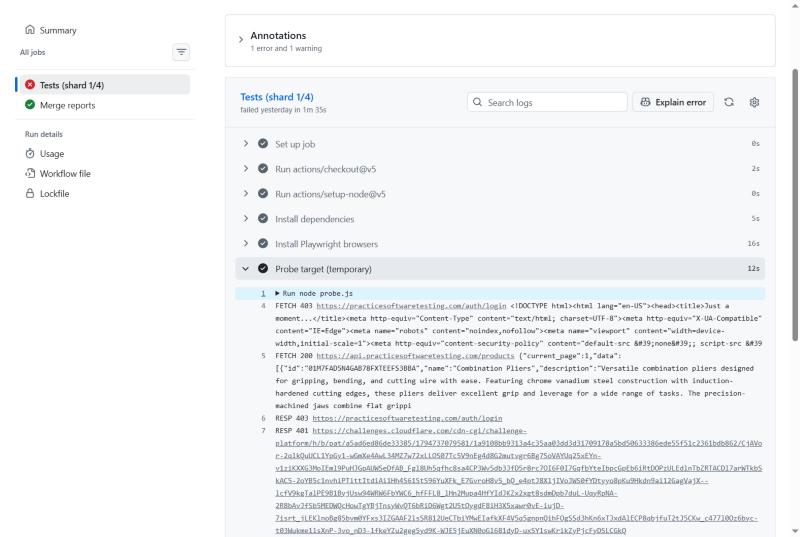 Summary
All jobs
Tests (shard 1/4)
Merge reports
Run details
Usage
Workflow file
Lockfile
Annotations
1 error and 1 warning
Tests (shard 1/4)
failed yesterday in 1m 35s
Search logs
Explain error
Set up job 0s
Run actions/checkout@v5 2s
Run actions/setup-node@v5 0s
Install dependencies 5s
Install Playwright browsers 16s
Probe target (temporary) 12s
1 Run node probe.js
4 FETCH 403 https://practicesoftwaretesting.com/auth/login <!DOCTYPE html><html lang="en-US"><head><title>Just a
moment...</title><meta http-equiv="Content-Type" content="text/html; charset=UTF-8"><meta http-equiv="X-UA-Compatible"
content="IE=Edge"><meta name="robots" content="noindex,nofollow"><meta name="viewport" content="width=device-
width,initial-scale=1"><meta http-equiv="content-security-policy" content="default-src &#39;none&#39;; script-src &#39
5 FETCH 200 https://api.practicesoftwaretesting.com/products {"current_page":1,"data":
[{"id":"01M7FAD5N4GAB78FXTEEF53BBA","name":"Combination Pliers","description":"Versatile combination pliers designed
for gripping, bending, and cutting wire with ease. Featuring chrome vanadium steel construction with induction-
hardened cutting edges, these pliers deliver excellent grip and leverage for a wide range of tasks. The precision-
machined jaws combine flat grippi
6 RESP 403 https://practicesoftwaretesting.com/auth/login
7 RESP 401 https://challenges.cloudflare.com/cdn-cgi/challenge-